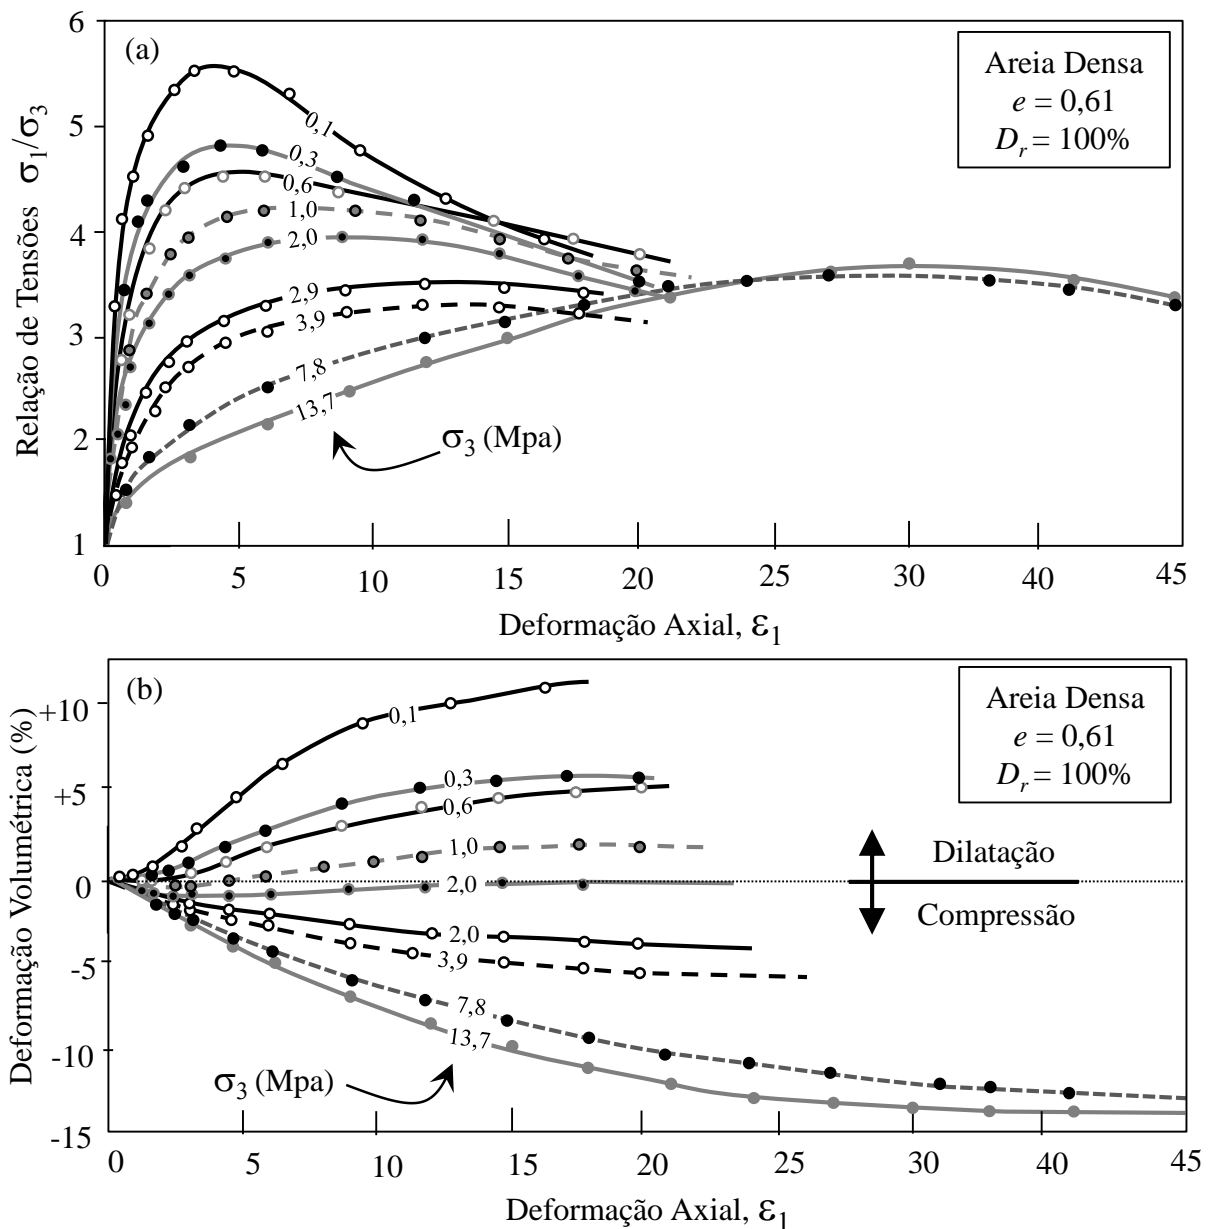 (a)
Areia Densa
e = 0,61
Dr = 100%
Relação de Tensões σ1/σ3
6
5
4
3
2
1
0,1
0,3
0,6
1,0
2,0
2,9
3,9
7,8
13,7
σ3 (Mpa)
0 5 10 15 20 25 30 40 45
Deformação Axial, ε1
(b)
Areia Densa
e = 0,61
Dr = 100%
Deformação Volumétrica (%)
+10
+5
0
-5
-10
-15
0,1
0,3
0,6
1,0
2,0
2,0
3,9
7,8
13,7
Dilatação
Compressão
σ3 (Mpa)
0 5 10 15 20 25 30 40 45
Deformação Axial, ε1